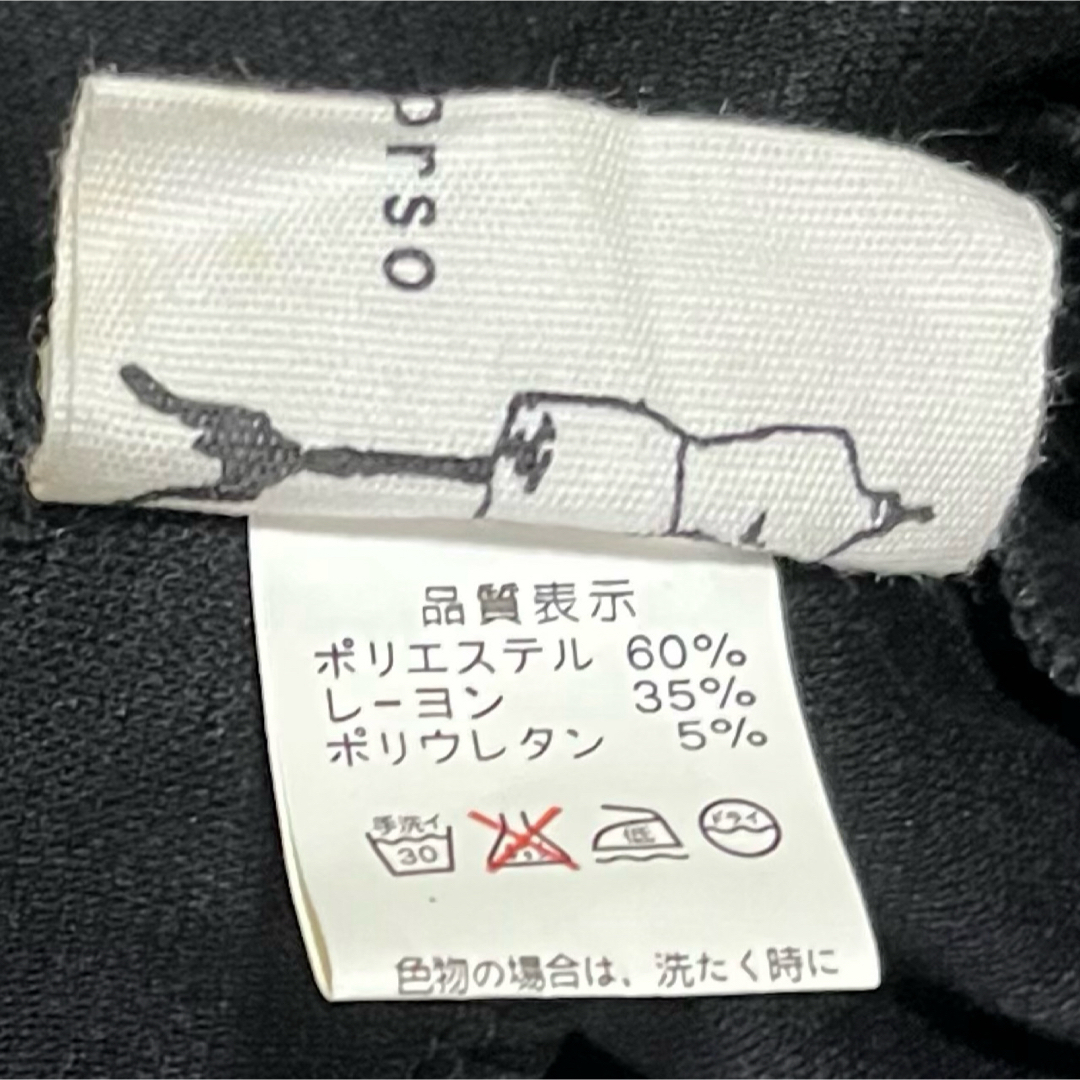 orso
品質表示
ポリエステル 60%
レーヨン 35%
ポリウレタン 5%
手洗イ 30
低
ドライ
色物の場合は、洗たく時に